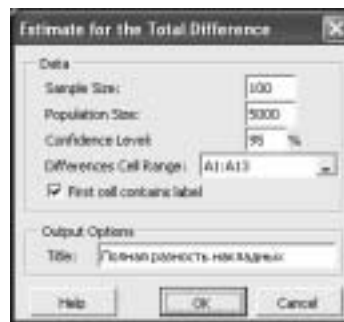 Estimate for the Total Difference
Data
Sample Size: 100
Population Size: 5000
Confidence Level: 95 %
Differences Cell Range: A1:A13
First cell contains label
Output Options
Title: Полная разность накладных
Help OK Cancel